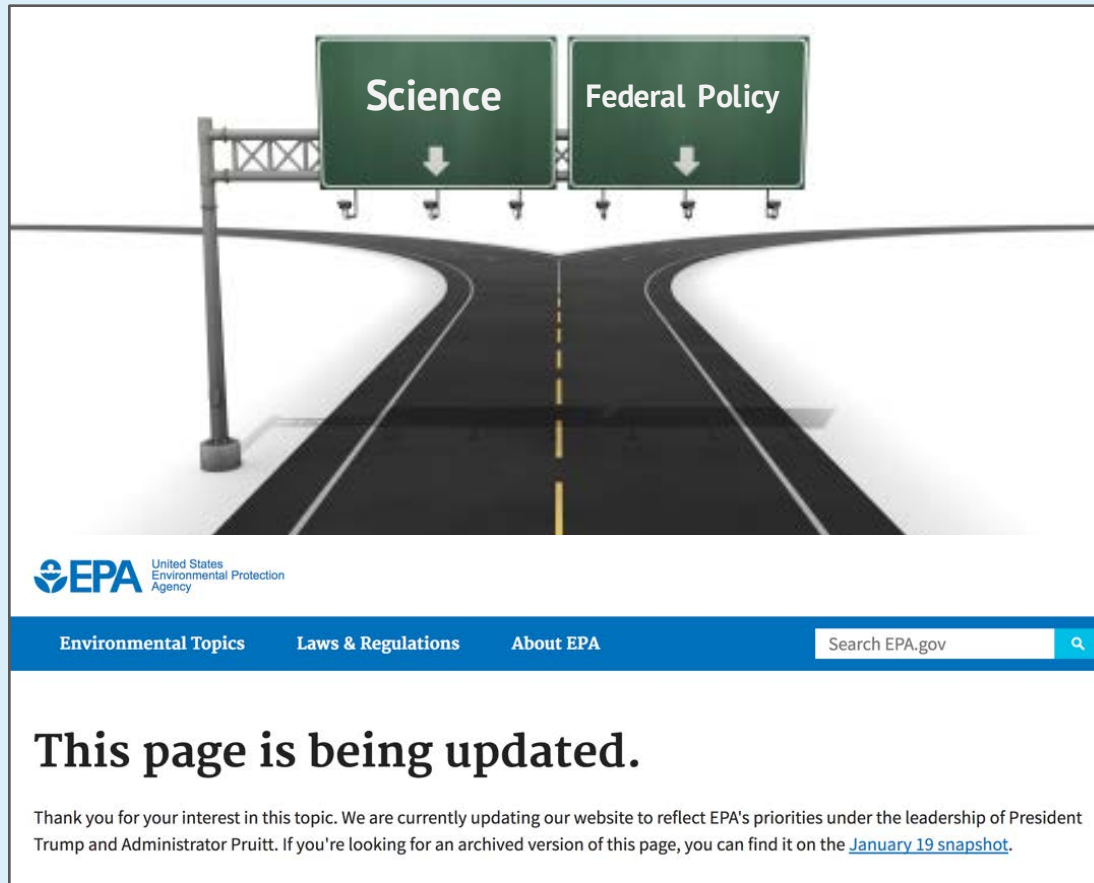 Science
Federal Policy
EPA
United States
Environmental Protection
Agency
Environmental Topics Laws & Regulations About EPA Search EPA.gov
This page is being updated.
Thank you for your interest in this topic. We are currently updating our website to reflect EPA's priorities under the leadership of President
Trump and Administrator Pruitt. If you're looking for an archived version of this page, you can find it on the January 19 snapshot.